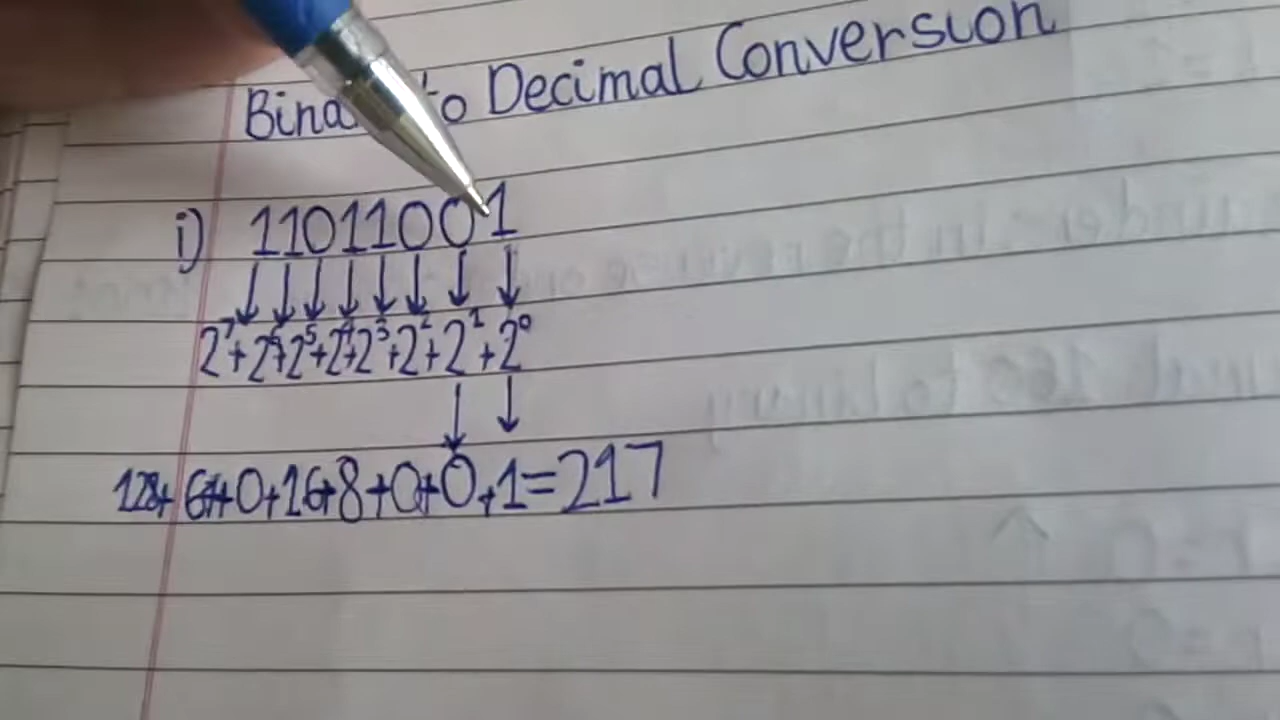 Bina to Decimal Conversion
i) 11011001
2⁷+2⁶+2⁵+2⁴+2³+2²+2¹+2⁰
128+64+0+16+8+0+0+1=217